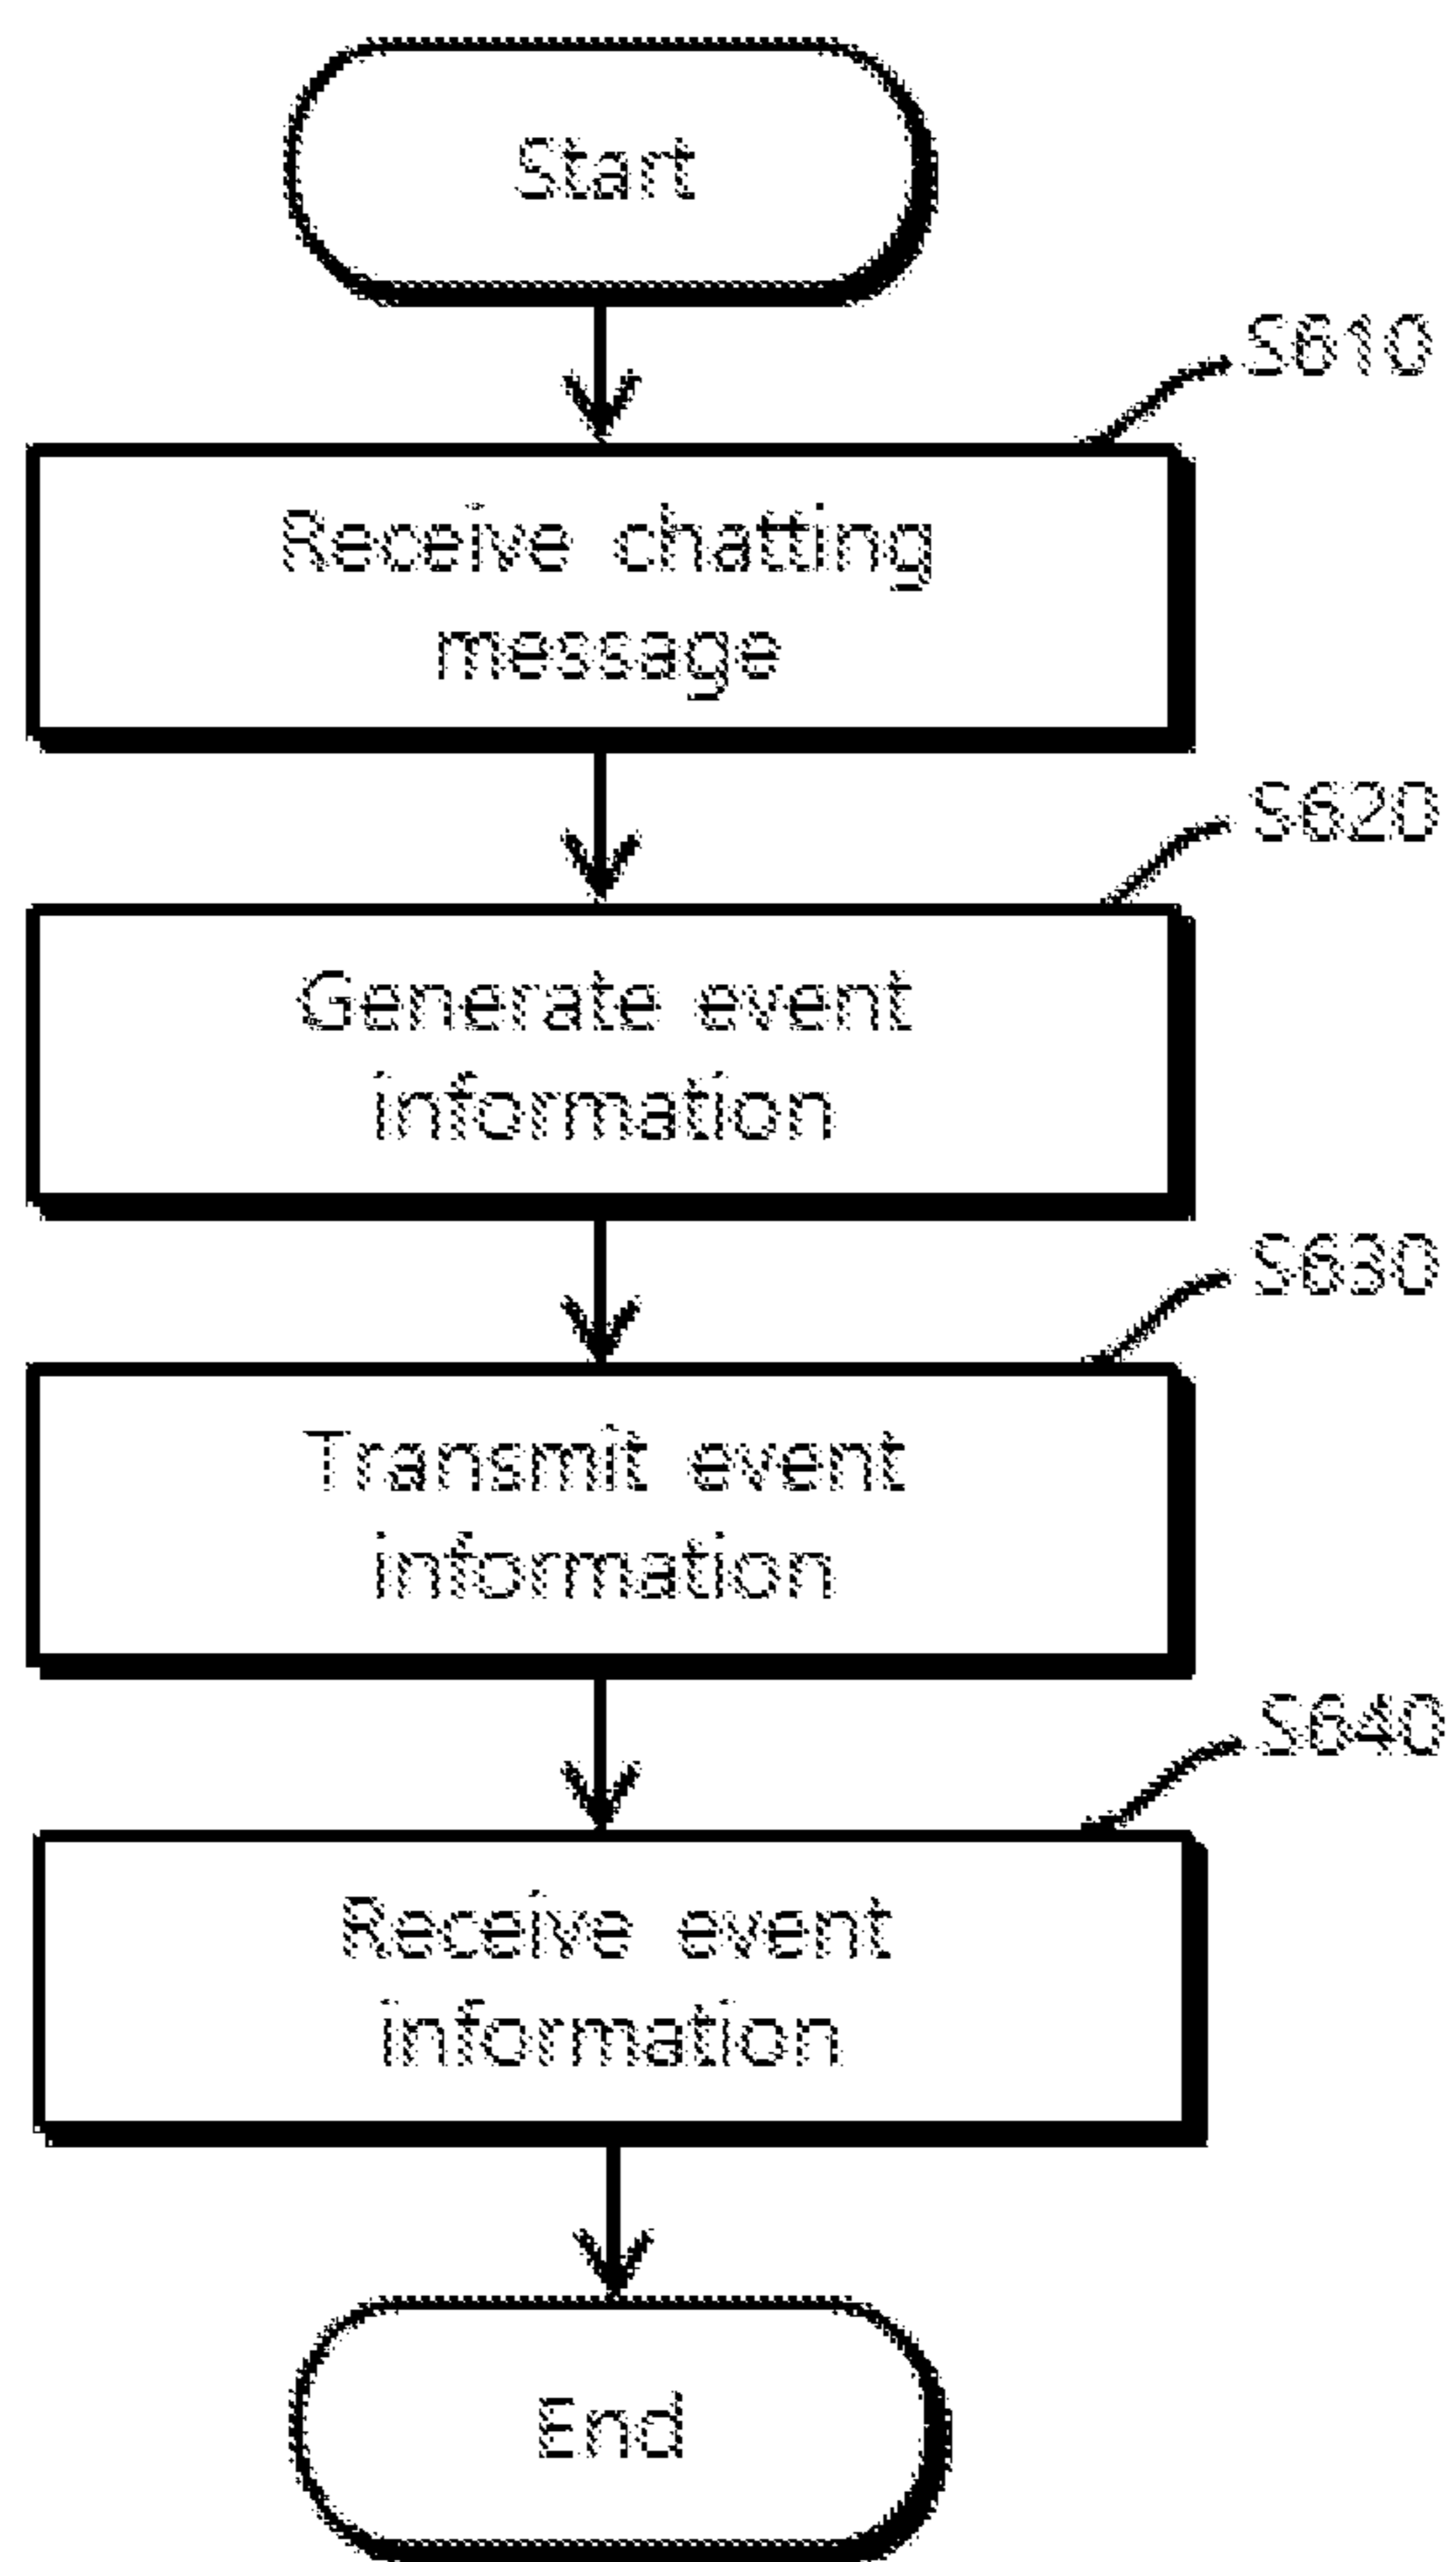 Start
S610
Receive chatting
message
S620
Generate event
information
S630
Transmit event
information
S640
Receive event
information
End